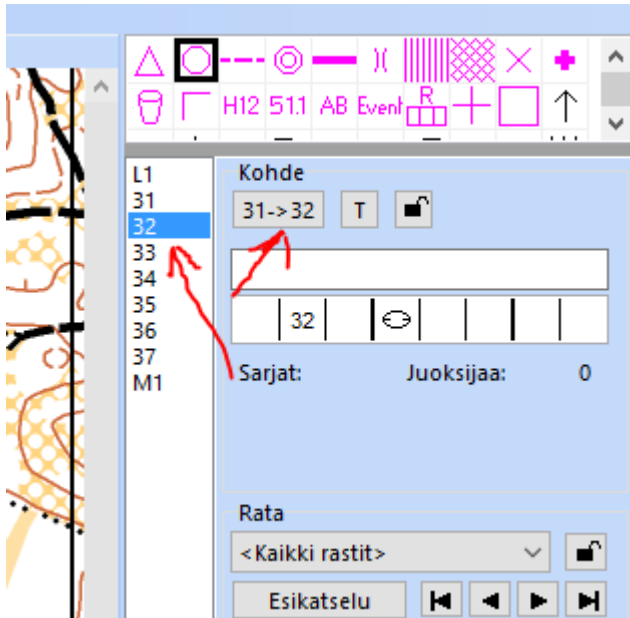 H12 51.1 AB Event R
L1
31
32
33
34
35
36
37
M1
Kohde
31->32 T
32
Sarjat: Juoksijaa: 0
Rata
<Kaikki rastit>
Esikatselu